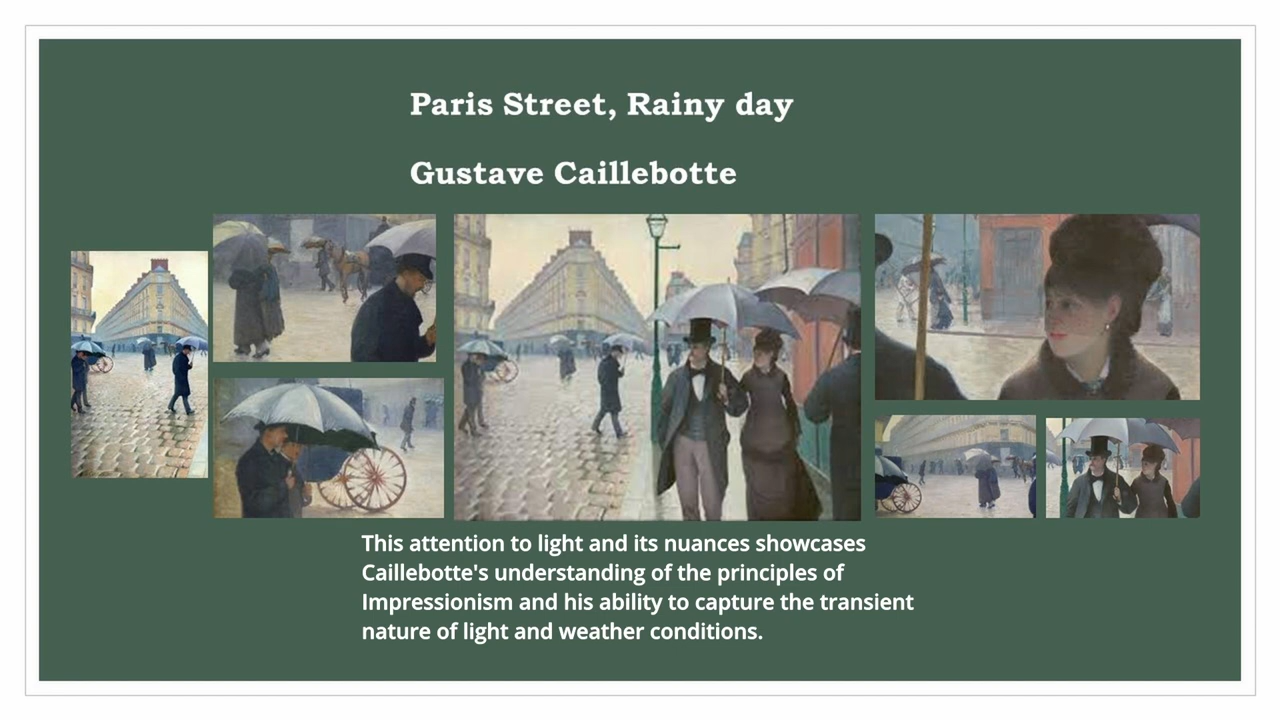 Paris Street, Rainy day
Gustave Caillebotte
This attention to light and its nuances showcases
Caillebotte's understanding of the principles of
Impressionism and his ability to capture the transient
nature of light and weather conditions.